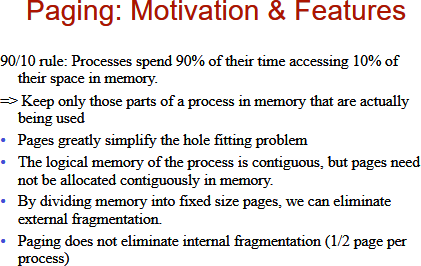 Paging: Motivation & Features
90/10 rule: Processes spend 90% of their time accessing 10% of
their space in memory.
=> Keep only those parts of a process in memory that are actually
being used
• Pages greatly simplify the hole fitting problem
• The logical memory of the process is contiguous, but pages need
not be allocated contiguously in memory.
• By dividing memory into fixed size pages, we can eliminate
external fragmentation.
• Paging does not eliminate internal fragmentation (1/2 page per
process)